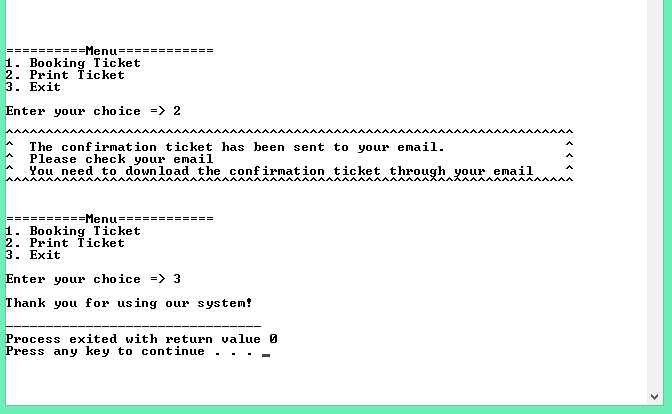 ==========Menu============
1. Booking Ticket
2. Print Ticket
3. Exit
Enter your choice => 2
^^^^^^^^^^^^^^^^^^^^^^^^^^^^^^^^^^^^^^^^^^^^^^^^^^^^^^^^^^^^^^^^^^^^^^^
^  The confirmation ticket has been sent to your email.               ^
^  Please check your email                                            ^
^  You need to download the confirmation ticket through your email    ^
^^^^^^^^^^^^^^^^^^^^^^^^^^^^^^^^^^^^^^^^^^^^^^^^^^^^^^^^^^^^^^^^^^^^^^^
==========Menu============
1. Booking Ticket
2. Print Ticket
3. Exit
Enter your choice => 3
Thank you for using our system!
--------------------------------
Process exited with return value 0
Press any key to continue . . . _